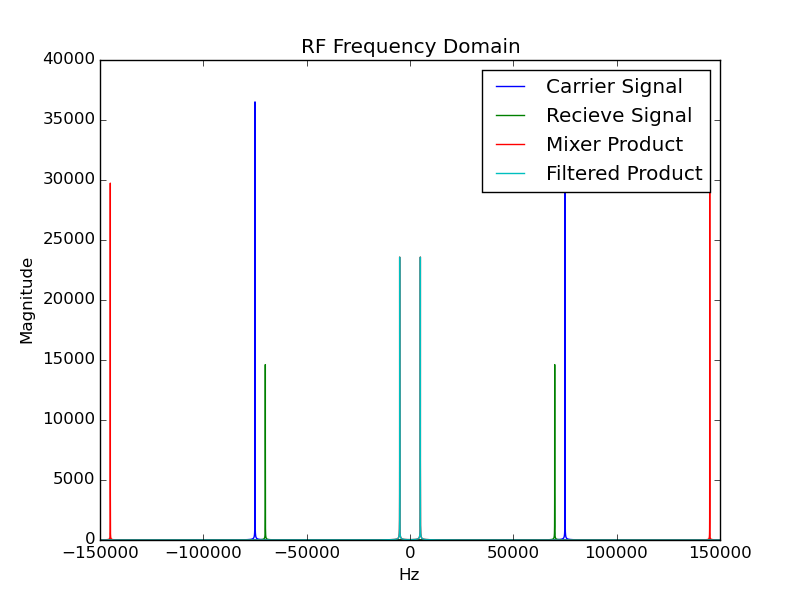 RF Frequency Domain
40000
35000
30000
25000
20000
15000
10000
5000
0
Magnitude
Carrier Signal
Recieve Signal
Mixer Product
Filtered Product
−150000 −100000 −50000 0 50000 100000 150000
Hz